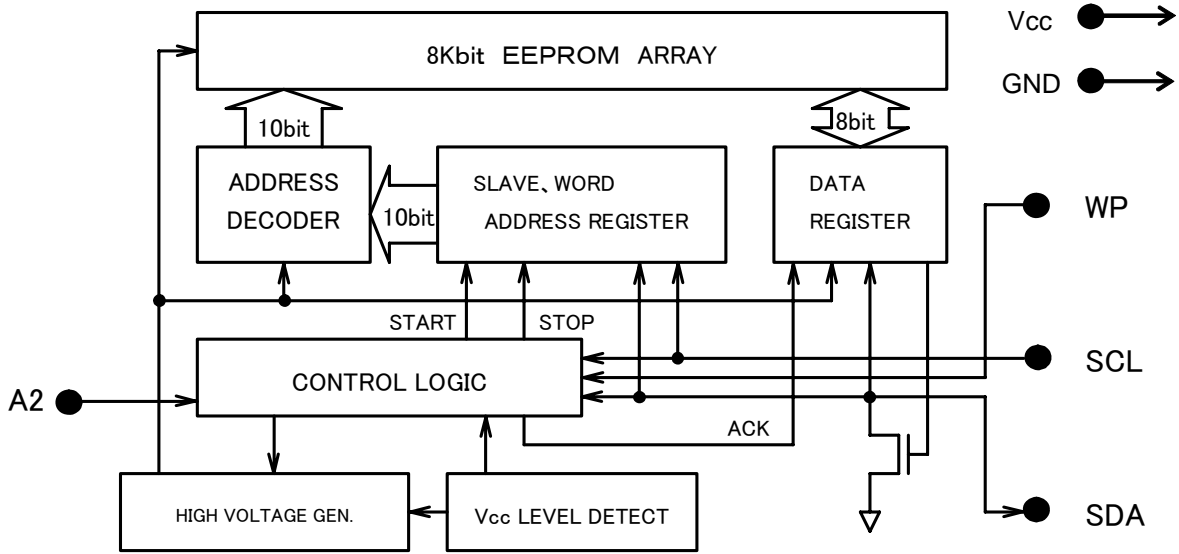 Vcc
8Kbit EEPROM ARRAY
GND
10bit
8bit
ADDRESS
DECODER
10bit
SLAVE、WORD
ADDRESS REGISTER
DATA
REGISTER
WP
START
STOP
SCL
CONTROL LOGIC
A2
ACK
HIGH VOLTAGE GEN.
Vcc LEVEL DETECT
SDA